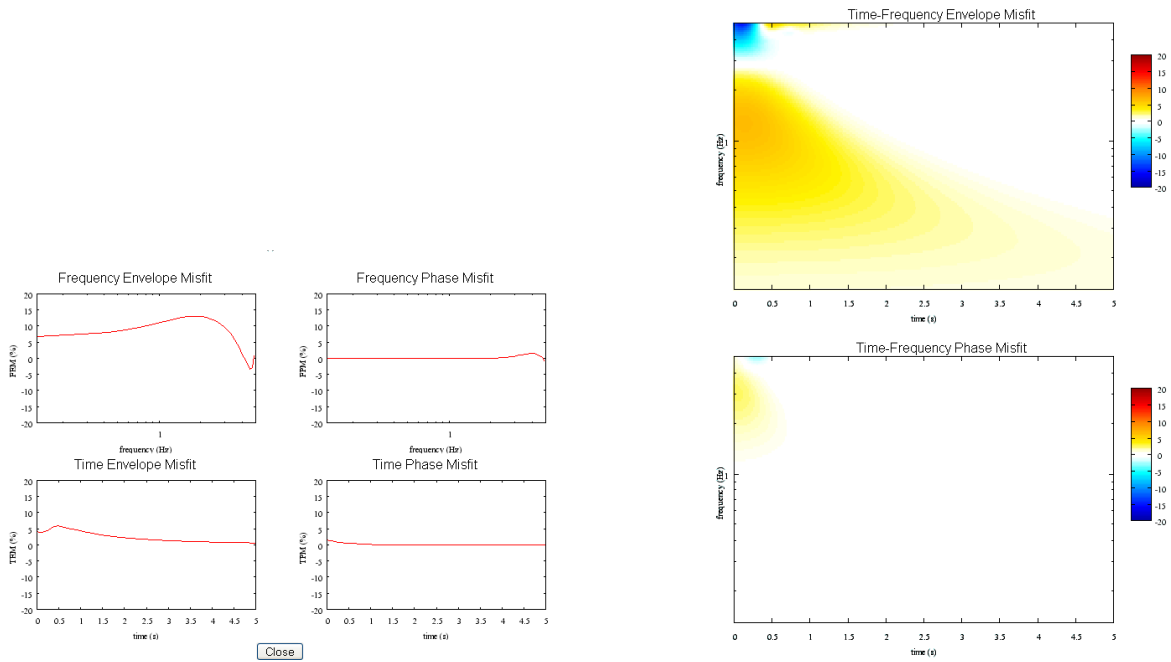 Time-Frequency Envelope Misfit
frequency (Hz)
1
20
15
10
5
0
-5
-10
-15
-20
0 0.5 1 1.5 2 2.5 3 3.5 4 4.5 5
time (s)
Frequency Envelope Misfit
FEM (%)
20
15
10
5
0
-5
-10
-15
-20
1
frequency (Hz)
Frequency Phase Misfit
FPM (%)
20
15
10
5
0
-5
-10
-15
-20
1
frequency (Hz)
Time-Frequency Phase Misfit
frequency (Hz)
1
20
15
10
5
0
-5
-10
-15
-20
0 0.5 1 1.5 2 2.5 3 3.5 4 4.5 5
time (s)
Time Envelope Misfit
TEM (%)
20
15
10
5
0
-5
-10
-15
-20
0 0.5 1 1.5 2 2.5 3 3.5 4 4.5 5
time (s)
Time Phase Misfit
TPM (%)
20
15
10
5
0
-5
-10
-15
-20
0 0.5 1 1.5 2 2.5 3 3.5 4 4.5 5
time (s)
Close